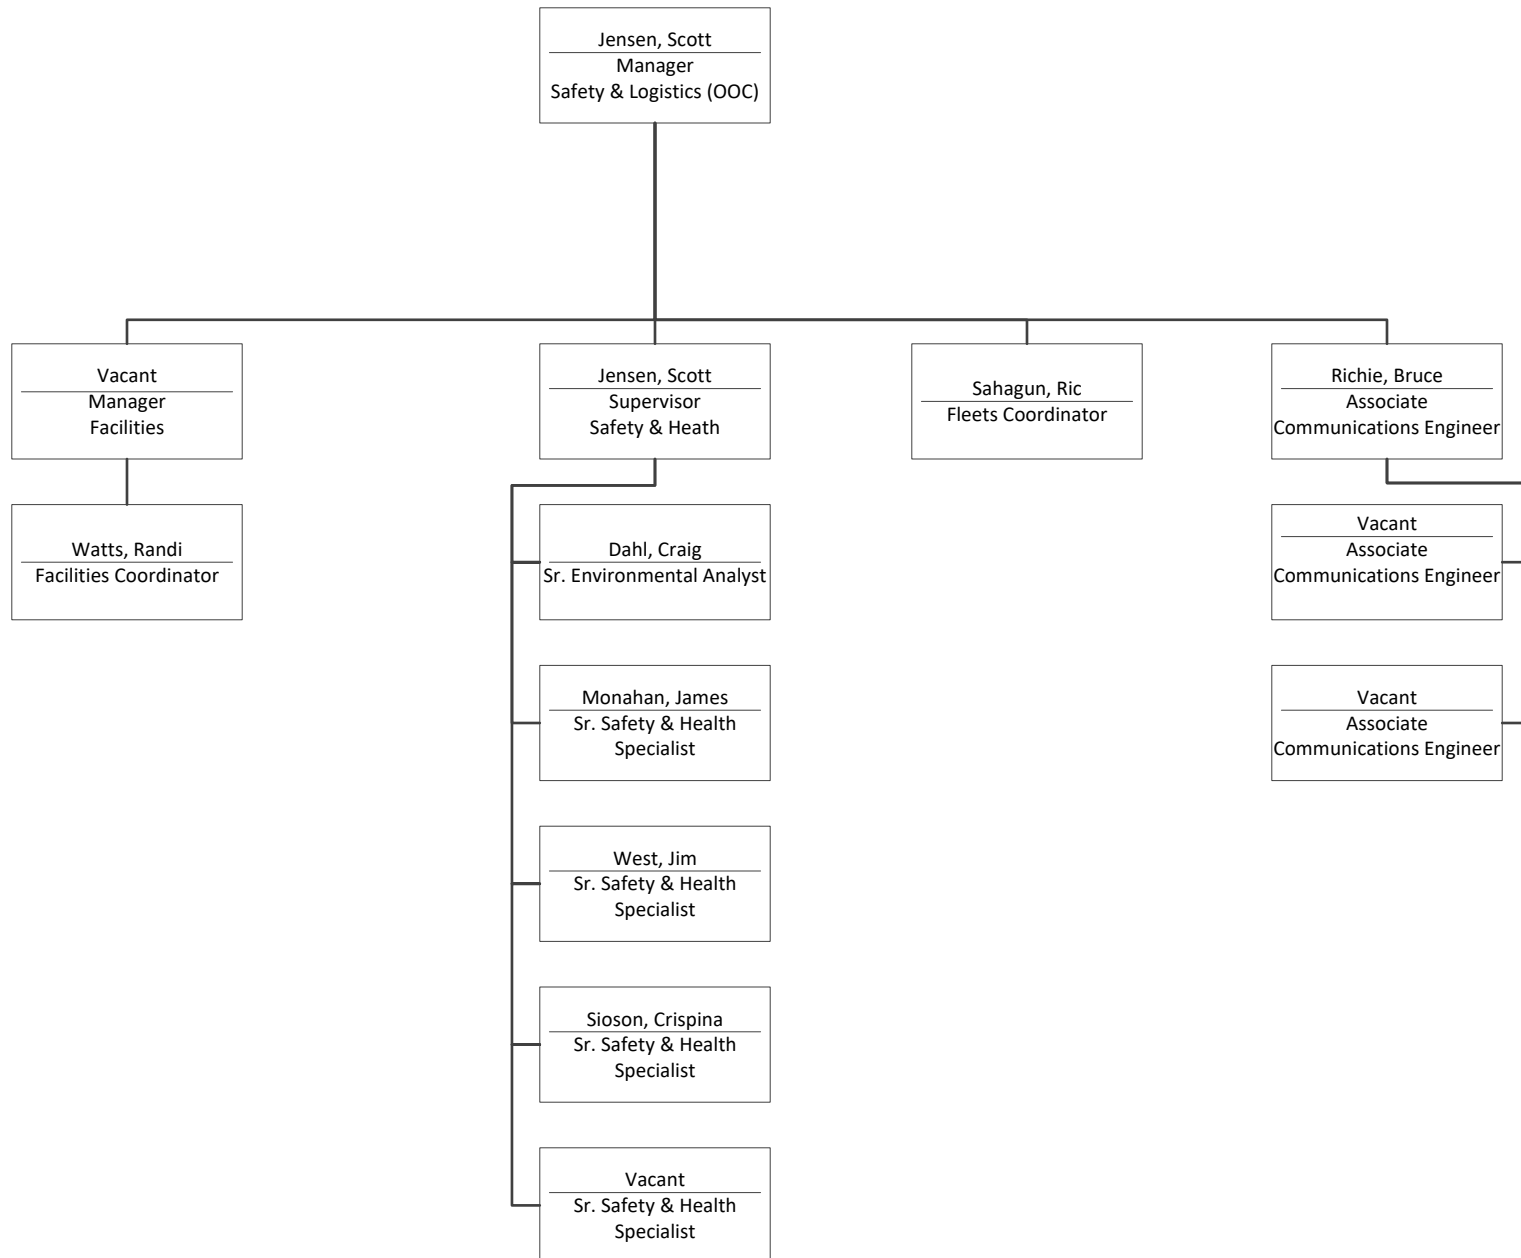 Jensen, Scott
Manager
Safety & Logistics (OOC)
Vacant
Manager
Facilities
Jensen, Scott
Supervisor
Safety & Heath
Sahagun, Ric
Fleets Coordinator
Richie, Bruce
Associate
Communications Engineer
Watts, Randi
Facilities Coordinator
Dahl, Craig
Sr. Environmental Analyst
Vacant
Associate
Communications Engineer
Monahan, James
Sr. Safety & Health
Specialist
Vacant
Associate
Communications Engineer
West, Jim
Sr. Safety & Health
Specialist
Sioson, Crispina
Sr. Safety & Health
Specialist
Vacant
Sr. Safety & Health
Specialist